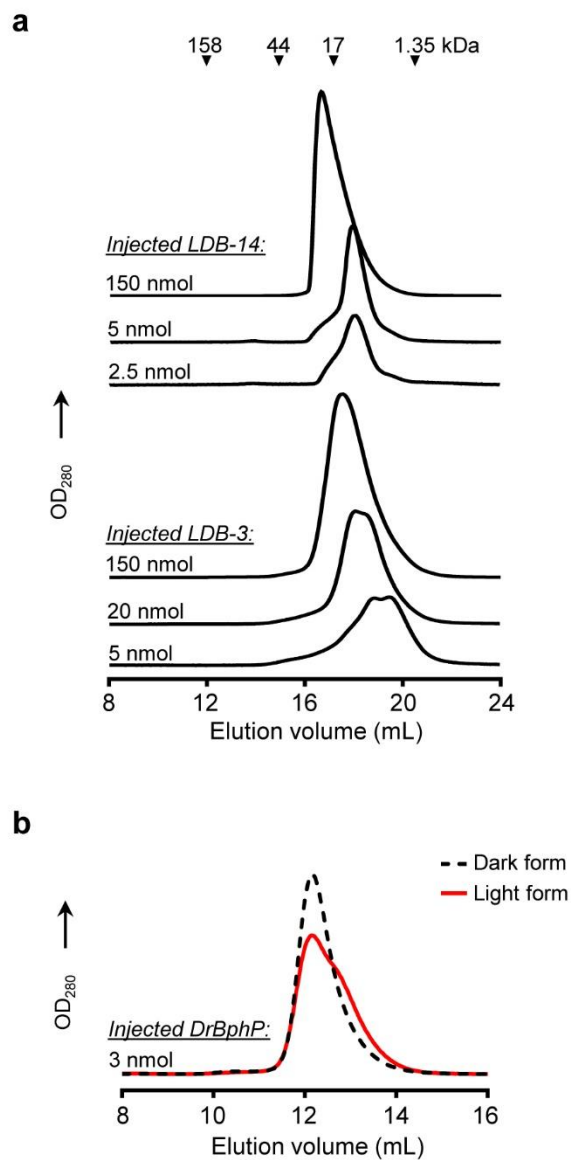 a
158 44 17 1.35 kDa
Injected LDB-14:
150 nmol
5 nmol
2.5 nmol
OD280
Injected LDB-3:
150 nmol
20 nmol
5 nmol
8 12 16 20 24
Elution volume (mL)
b
Dark form
Light form
OD280
Injected DrBphP:
3 nmol
8 10 12 14 16
Elution volume (mL)